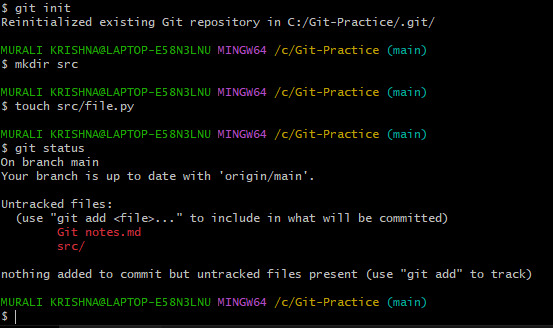 $ git init
Reinitialized existing Git repository in C:/Git-Practice/.git/
MURALI KRISHNA@LAPTOP-E58N3LNU MINGW64 /c/Git-Practice (main)
$ mkdir src
MURALI KRISHNA@LAPTOP-E58N3LNU MINGW64 /c/Git-Practice (main)
$ touch src/file.py
MURALI KRISHNA@LAPTOP-E58N3LNU MINGW64 /c/Git-Practice (main)
$ git status
On branch main
Your branch is up to date with 'origin/main'.
Untracked files:
  (use "git add <file>..." to include in what will be committed)
        Git notes.md
        src/
nothing added to commit but untracked files present (use "git add" to track)
MURALI KRISHNA@LAPTOP-E58N3LNU MINGW64 /c/Git-Practice (main)
$